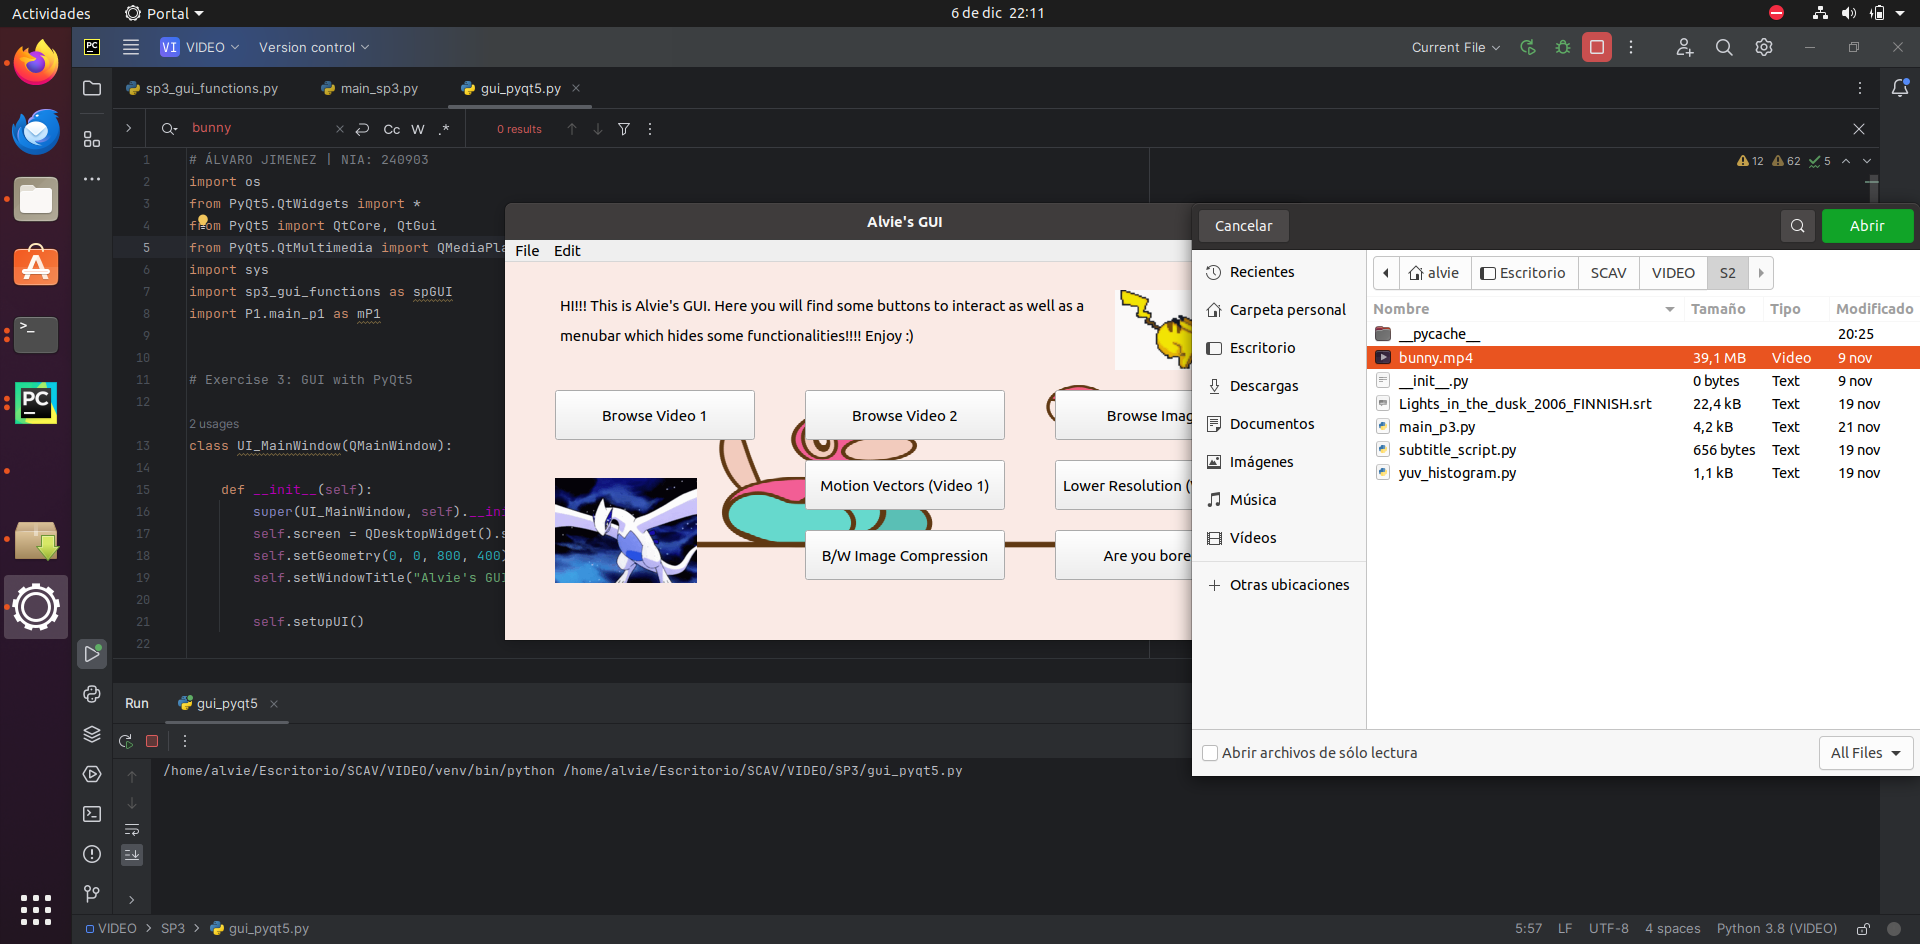 Actividades
Portal
6 de dic 22:11
PC
VI VIDEO
Version control
Current File
sp3_gui_functions.py
main_sp3.py
gui_pyqt5.py
bunny
Cc
W
.*
0 results
12
62
5
1 # ÁLVARO JIMENEZ | NIA: 240903
2 import os
3 from PyQt5.QtWidgets import *
4 from PyQt5 import QtCore, QtGui
5 from PyQt5.QtMultimedia import QMediaPla
6 import sys
7 import sp3_gui_functions as spGUI
8 import P1.main_p1 as mP1
9
10
11 # Exercise 3: GUI with PyQt5
12
2 usages
13 class UI_MainWindow(QMainWindow):
14
15 def __init__(self):
16 super(UI_MainWindow, self).__ini
17 self.screen = QDesktopWidget().s
18 self.setGeometry(0, 0, 800, 400)
19 self.setWindowTitle("Alvie's GUI
20
21 self.setupUI()
22
Alvie's GUI
File
Edit
HI!!! This is Alvie's GUI. Here you will find some buttons to interact as well as a
menubar which hides some functionalities!!!! Enjoy :)
Browse Video 1
Browse Video 2
Browse Imag
Motion Vectors (Video 1)
Lower Resolution (
B/W Image Compression
Are you bore
Cancelar
Abrir
Recientes
Carpeta personal
Escritorio
Descargas
Documentos
Imágenes
Música
Vídeos
Otras ubicaciones
alvie
Escritorio
SCAV
VIDEO
S2
Nombre
Tamaño
Tipo
Modificado
__pycache__ 20:25
bunny.mp4 39,1 MB Video 9 nov
__init__.py 0 bytes Text 9 nov
Lights_in_the_dusk_2006_FINNISH.srt 22,4 kB Text 19 nov
main_p3.py 4,2 kB Text 21 nov
subtitle_script.py 656 bytes Text 19 nov
yuv_histogram.py 1,1 kB Text 19 nov
Abrir archivos de sólo lectura
All Files
Run
gui_pyqt5
/home/alvie/Escritorio/SCAV/VIDEO/venv/bin/python /home/alvie/Escritorio/SCAV/VIDEO/SP3/gui_pyqt5.py
PC
VIDEO
SP3
gui_pyqt5.py
5:57
LF
UTF-8
4 spaces
Python 3.8 (VIDEO)